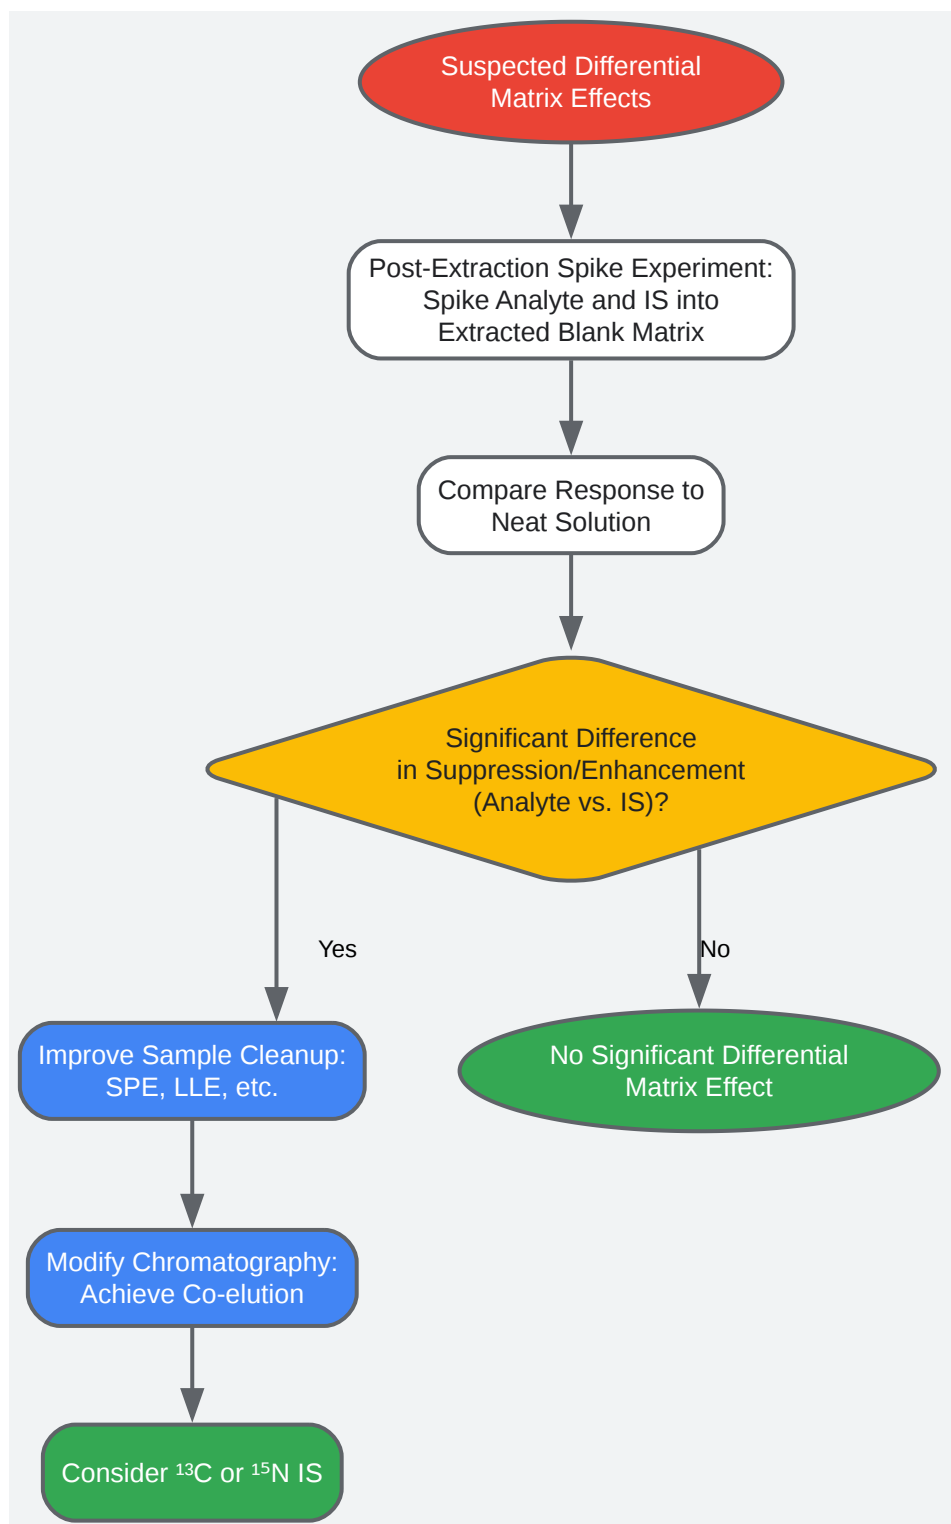 Suspected Differential
Matrix Effects
Post-Extraction Spike Experiment:
Spike Analyte and IS into
Extracted Blank Matrix
Compare Response to
Neat Solution
Significant Difference
in Suppression/Enhancement
(Analyte vs. IS)?
Yes
No
Improve Sample Cleanup:
SPE, LLE, etc.
No Significant Differential
Matrix Effect
Modify Chromatography:
Achieve Co-elution
Consider ¹³C or ¹⁵N IS